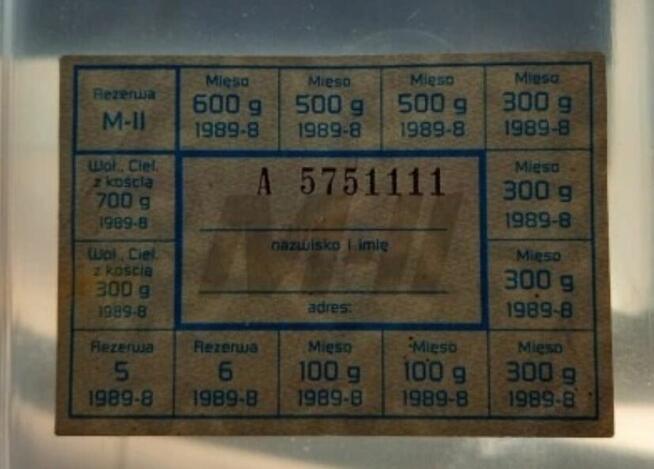 Rezerwa
M-II
Mięso
600 g
1989-8
Mięso
500 g
1989-8
Mięso
500 g
1989-8
Mięso
300 g
1989-8
Woł., Ciel.
z kością
700 g
1989-8
A 5751111
M-II
nazwisko i imię
adres:
Mięso
300 g
1989-8
Woł., Ciel.
z kością
300 g
1989-8
Mięso
300 g
1989-8
Rezerwa
5
1989-8
Rezerwa
6
1989-8
Mięso
100 g
1989-8
Mięso
100 g
1989-8
Mięso
300 g
1989-8